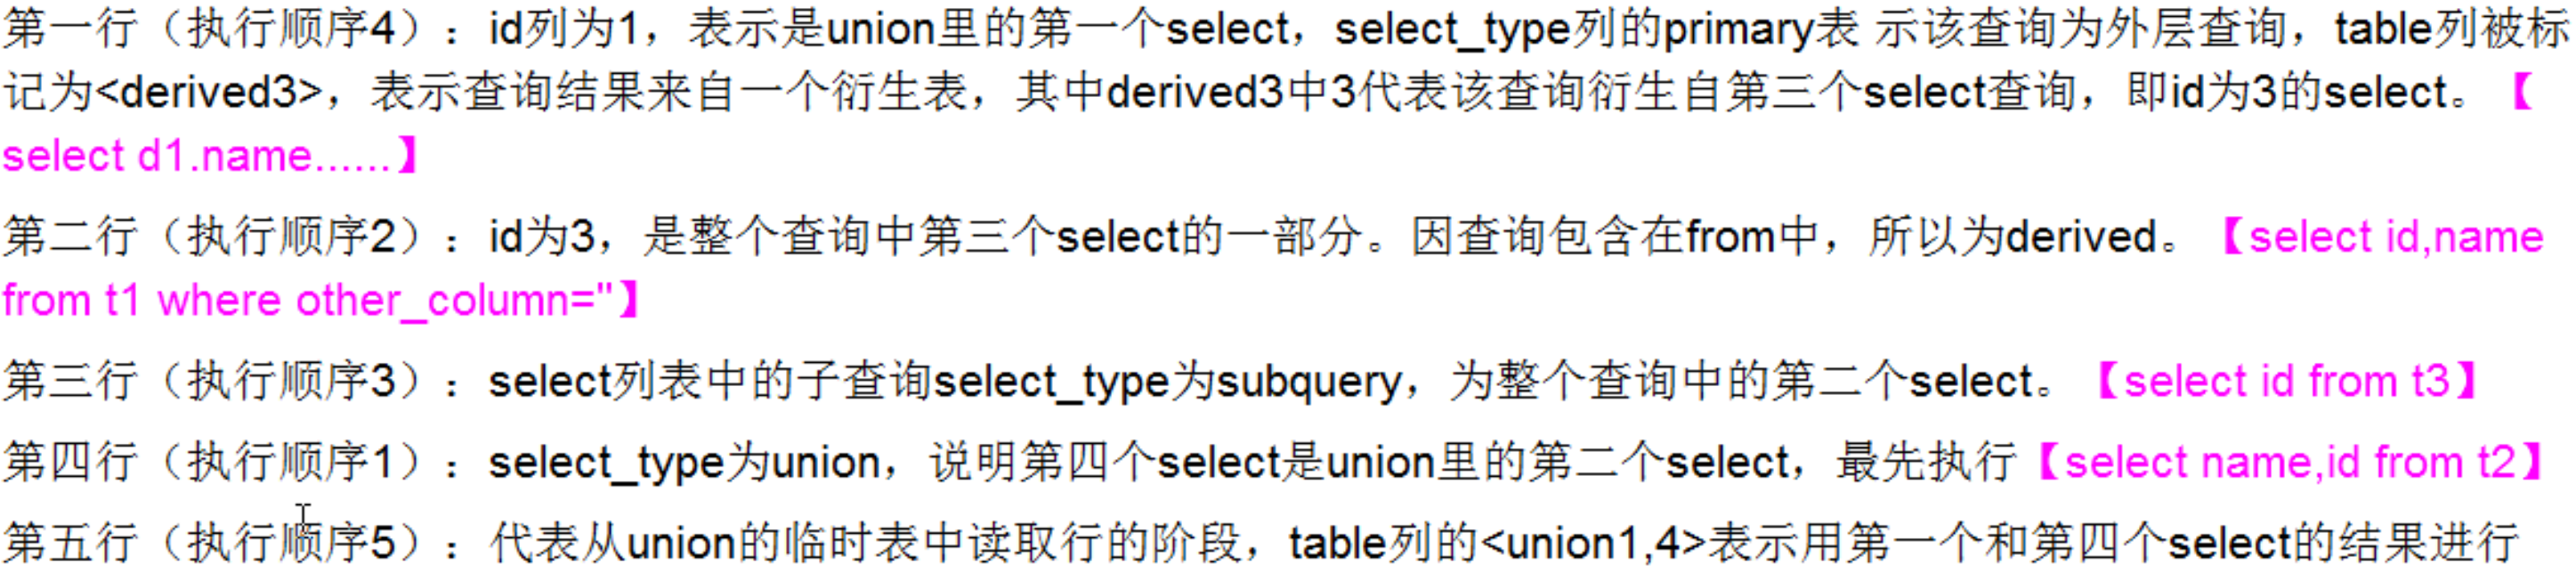 第一行（执行顺序4）：id列为1，表示是union里的第一个select，select_type列的primary表 示该查询为外层查询，table列被标
记为<derived3>，表示查询结果来自一个衍生表，其中derived3中3代表该查询衍生自第三个select查询，即id为3的select。【
select d1.name......】
第二行（执行顺序2）：id为3，是整个查询中第三个select的一部分。因查询包含在from中，所以为derived。【select id,name
from t1 where other_column=''】
第三行（执行顺序3）：select列表中的子查询select_type为subquery，为整个查询中的第二个select。【select id from t3】
第四行（执行顺序1）：select_type为union，说明第四个select是union里的第二个select，最先执行【select name,id from t2】
第五行（执行顺序5）：代表从union的临时表中读取行的阶段，table列的<union1,4>表示用第一个和第四个select的结果进行